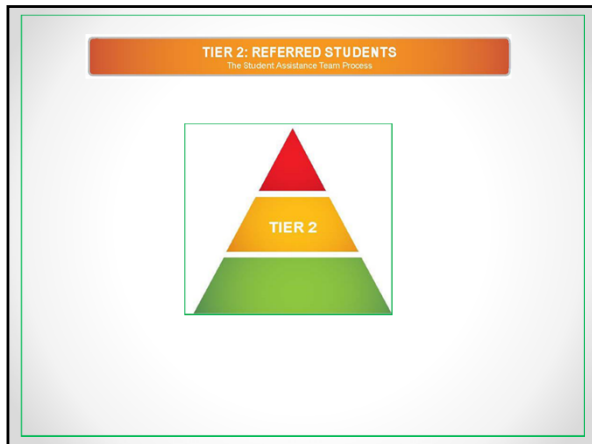 TIER 2: REFERRED STUDENTS
The Student Assistance Team Process
TIER 2